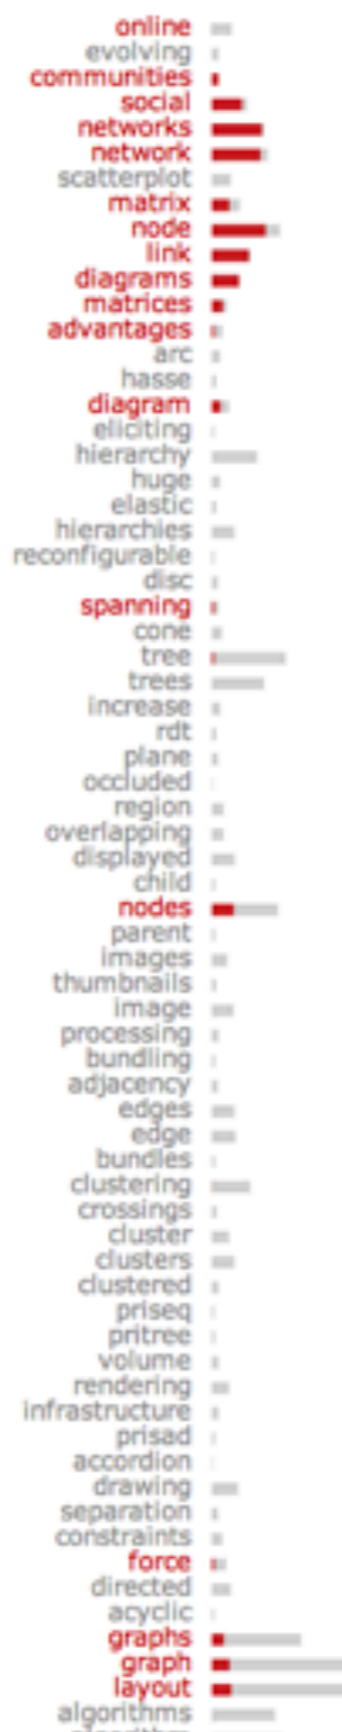 online
evolving
communities
social
networks
network
scatterplot
matrix
node
link
diagrams
matrices
advantages
arc
hasse
diagram
eliciting
hierarchy
huge
elastic
hierarchies
reconfigurable
disc
spanning
cone
tree
trees
increase
rdt
plane
occluded
region
overlapping
displayed
child
nodes
parent
images
thumbnails
image
processing
bundling
adjacency
edges
edge
bundles
clustering
crossings
cluster
clusters
clustered
priseq
pritree
volume
rendering
infrastructure
prisad
accordion
drawing
separation
constraints
force
directed
acyclic
graphs
graph
layout
algorithms